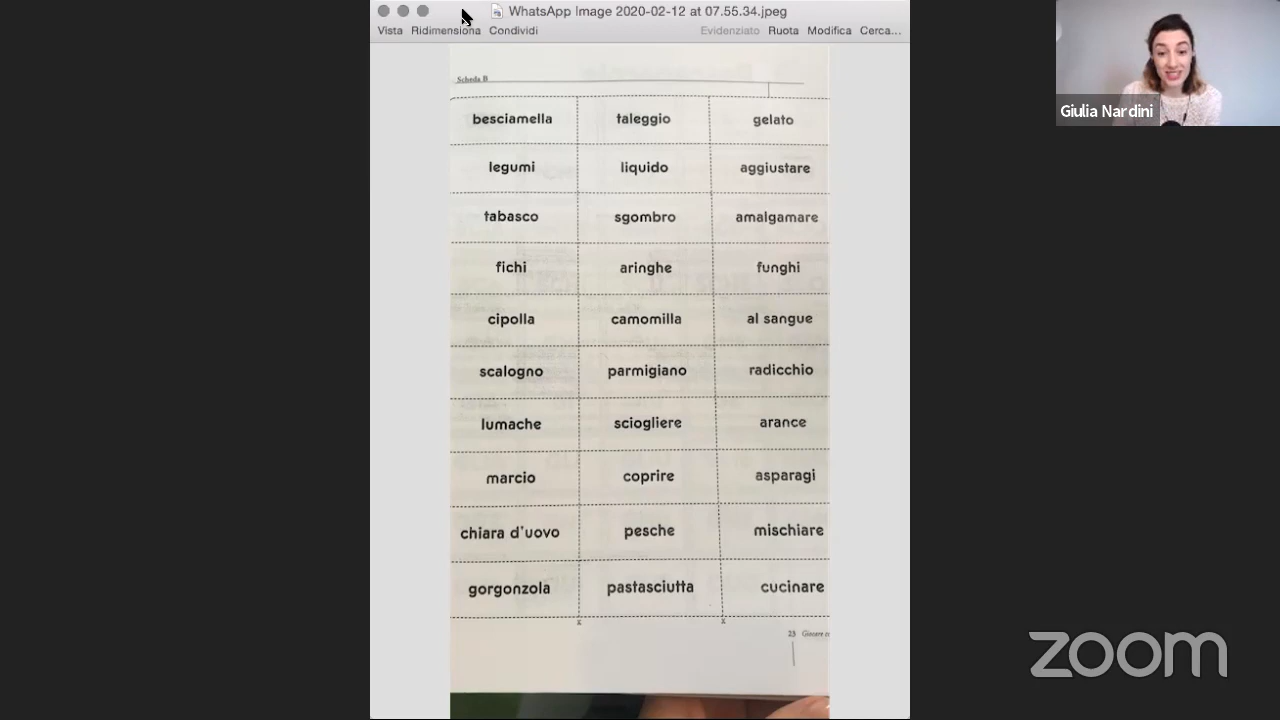 WhatsApp Image 2020-02-12 at 07.55.34.jpeg
Vista Ridimensiona Condividi Evidenziato Ruota Modifica Cerca...
Giulia Nardini
Scheda B
besciamella taleggio gelato
legumi liquido aggiustare
tabasco sgombro amalgamare
fichi aringhe funghi
cipolla camomilla al sangue
scalogno parmigiano radicchio
lumache sciogliere arance
marcio coprire asparagi
chiara d'uovo pesche mischiare
gorgonzola pastasciutta cucinare
23 Giocare
zoom